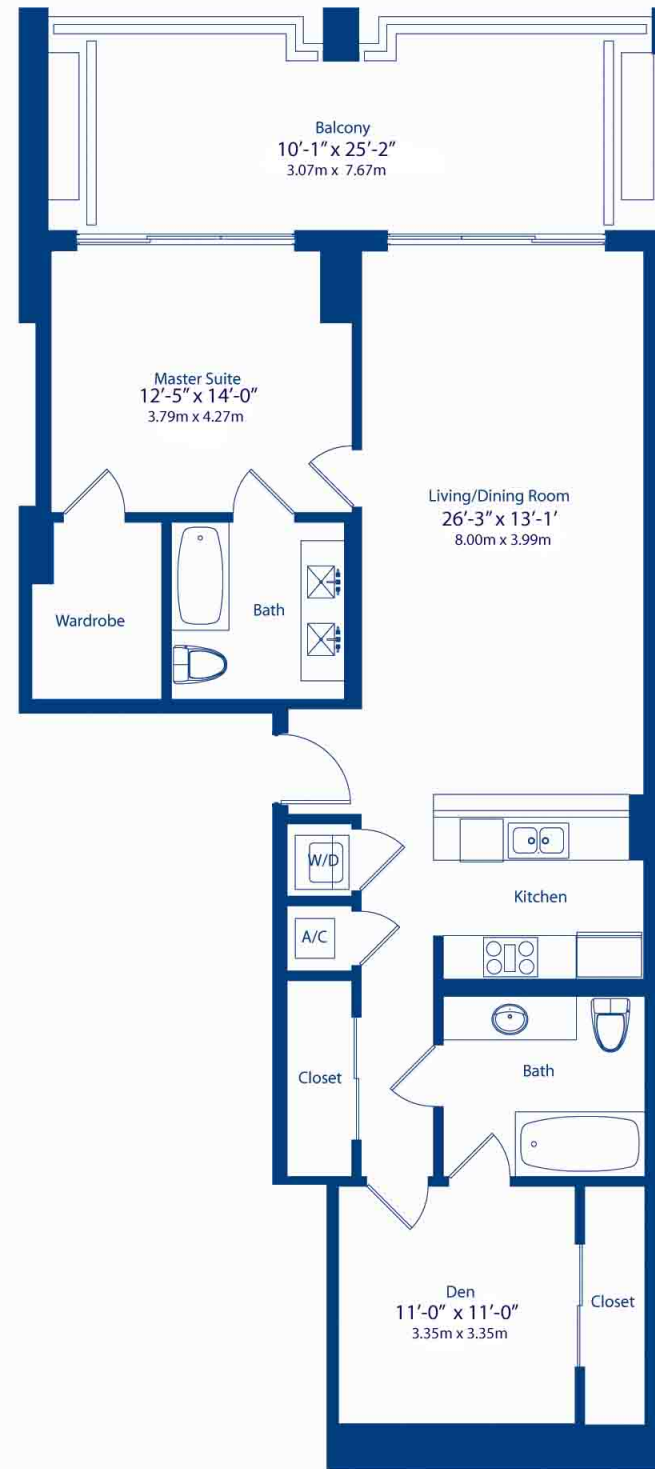 Balcony
10'-1" x 25'-2"
3.07m x 7.67m
Master Suite
12'-5" x 14'-0"
3.79m x 4.27m
Living/Dining Room
26'-3" x 13'-1'
8.00m x 3.99m
Wardrobe
Bath
W/D
Kitchen
A/C
Closet
Bath
Den
11'-0" x 11'-0"
3.35m x 3.35m
Closet